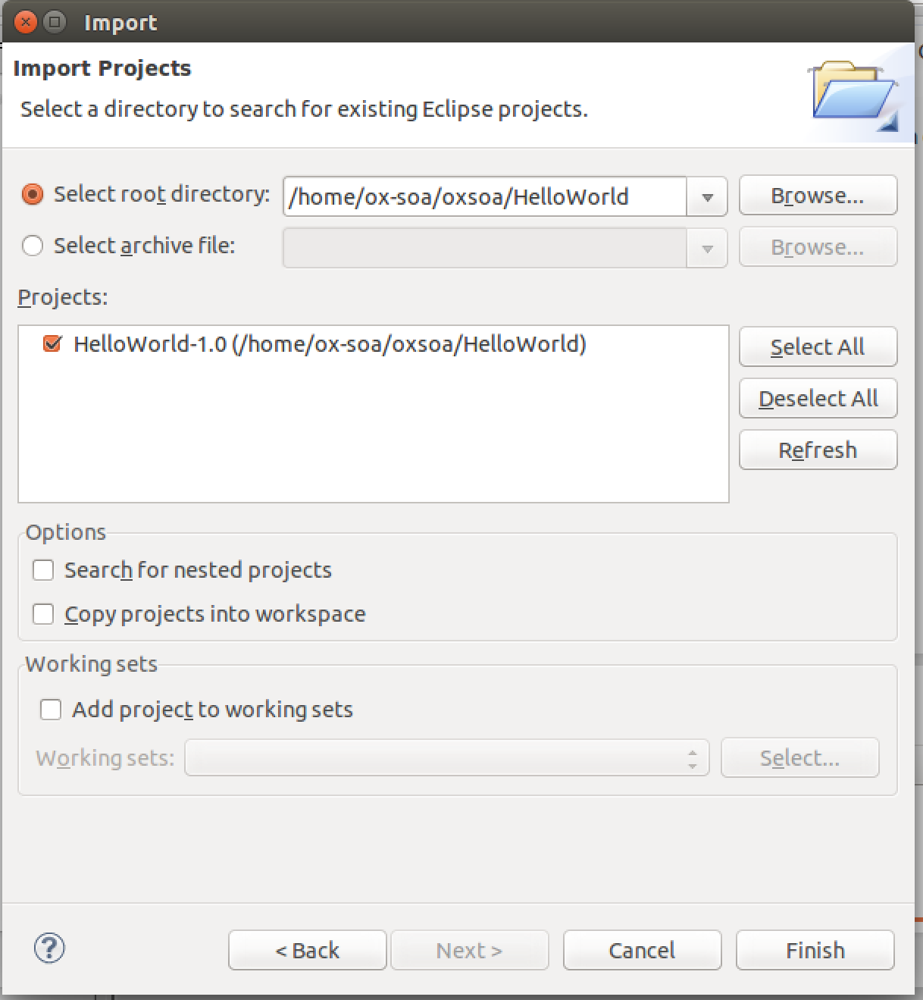 Import
Import Projects
Select a directory to search for existing Eclipse projects.
Select root directory: /home/ox-soa/oxsoa/HelloWorld Browse...
Select archive file: Browse...
Projects:
HelloWorld-1.0 (/home/ox-soa/oxsoa/HelloWorld)
Select All
Deselect All
Refresh
Options
Search for nested projects
Copy projects into workspace
Working sets
Add project to working sets
Working sets: Select...
? < Back Next > Cancel Finish